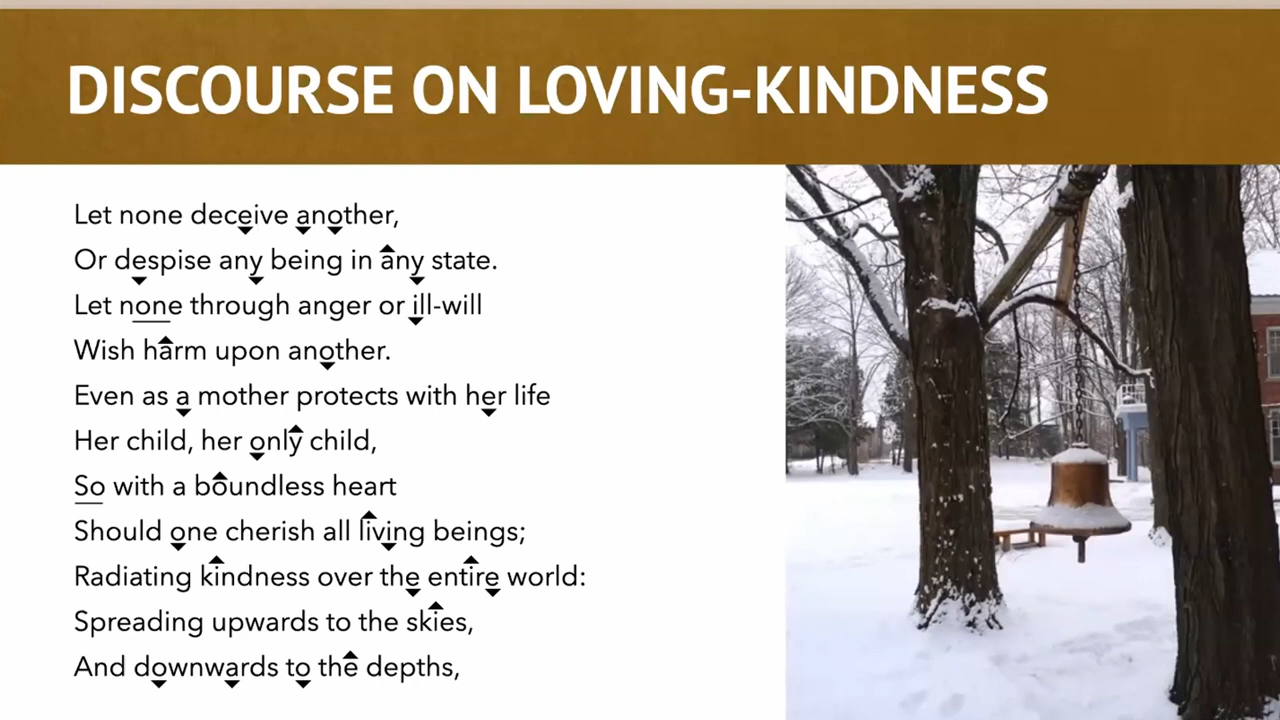 DISCOURSE ON LOVING-KINDNESS
Let none deceive another,
Or despise any being in any state.
Let none through anger or ill-will
Wish harm upon another.
Even as a mother protects with her life
Her child, her only child,
So with a boundless heart
Should one cherish all living beings;
Radiating kindness over the entire world:
Spreading upwards to the skies,
And downwards to the depths,